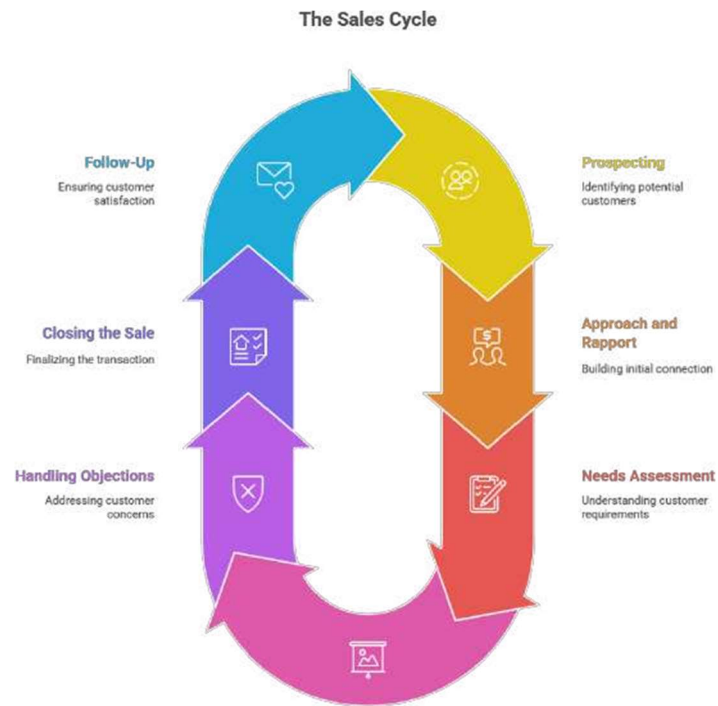 The Sales Cycle
Follow-Up
Ensuring customer
satisfaction
Prospecting
Identifying potential
customers
Closing the Sale
Finalizing the transaction
Approach and
Rapport
Building initial connection
Handling Objections
Addressing customer
concerns
Needs Assessment
Understanding customer
requirements
$